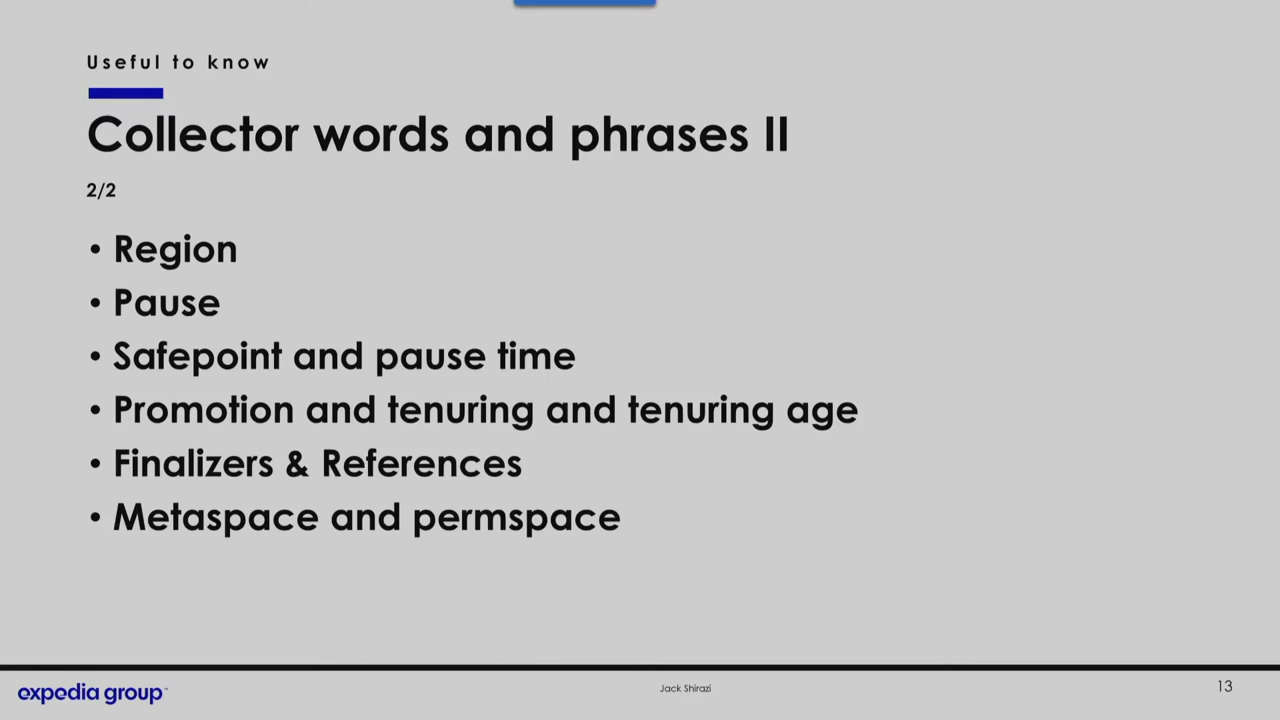 Useful to know
Collector words and phrases II
2/2
• Region
• Pause
• Safepoint and pause time
• Promotion and tenuring and tenuring age
• Finalizers & References
• Metaspace and permspace
expedia group™
Jack Shirazi
13